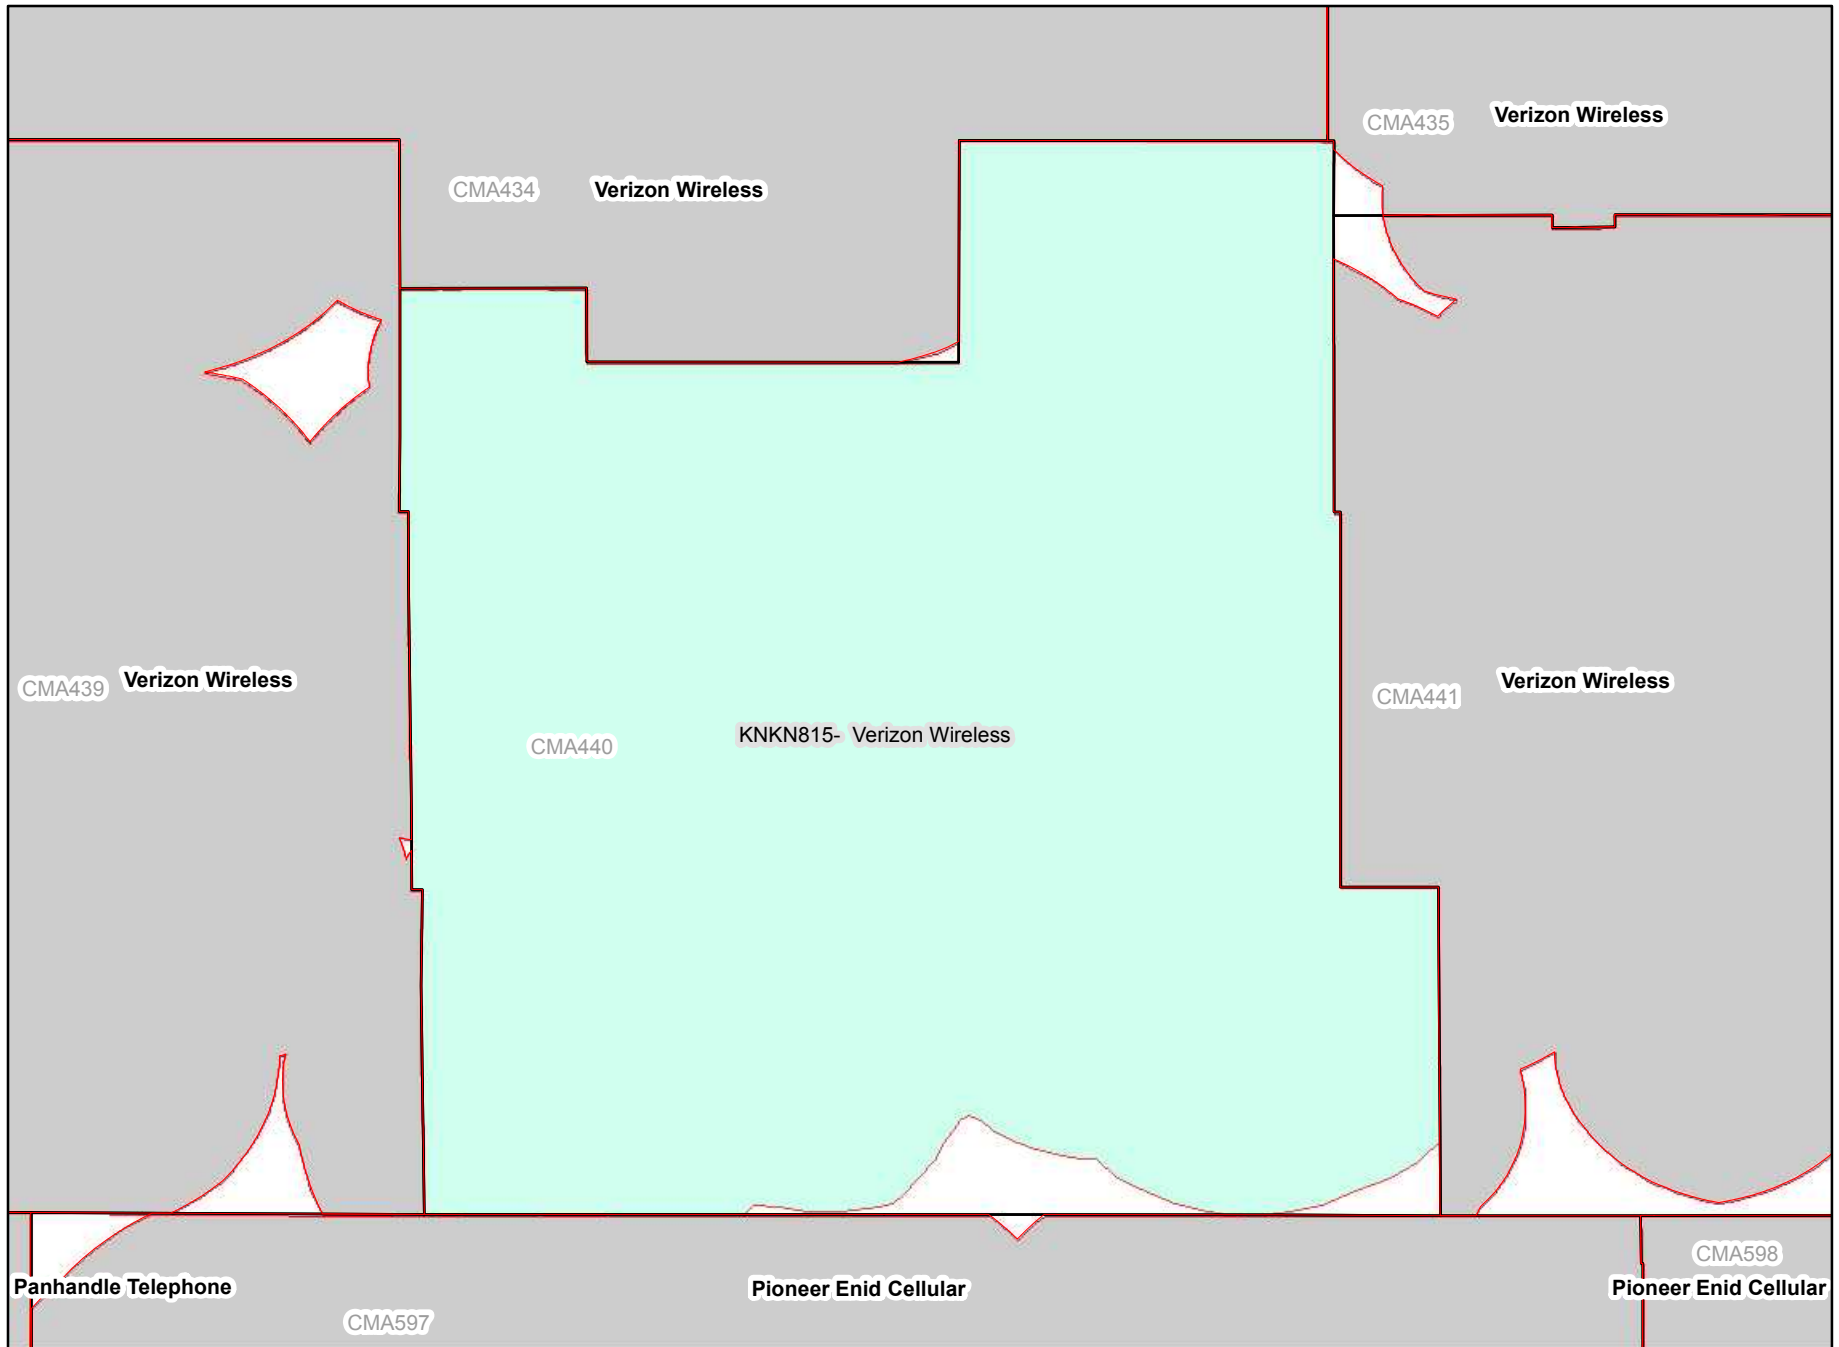 CMA435 Verizon Wireless
CMA434 Verizon Wireless
CMA439 Verizon Wireless
CMA441 Verizon Wireless
CMA440 KNKN815- Verizon Wireless
CMA598
Panhandle Telephone
Pioneer Enid Cellular
Pioneer Enid Cellular
CMA597